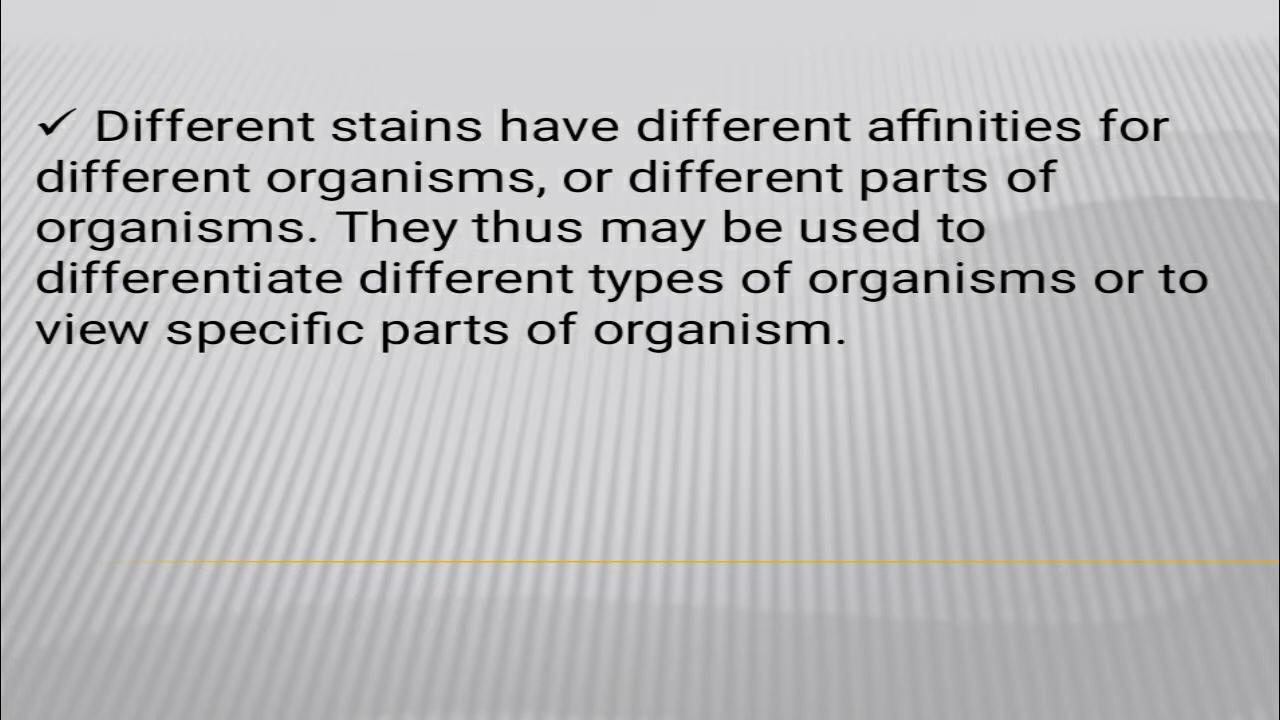 ✓ Different stains have different affinities for
different organisms, or different parts of
organisms. They thus may be used to
differentiate different types of organisms or to
view specific parts of organism.